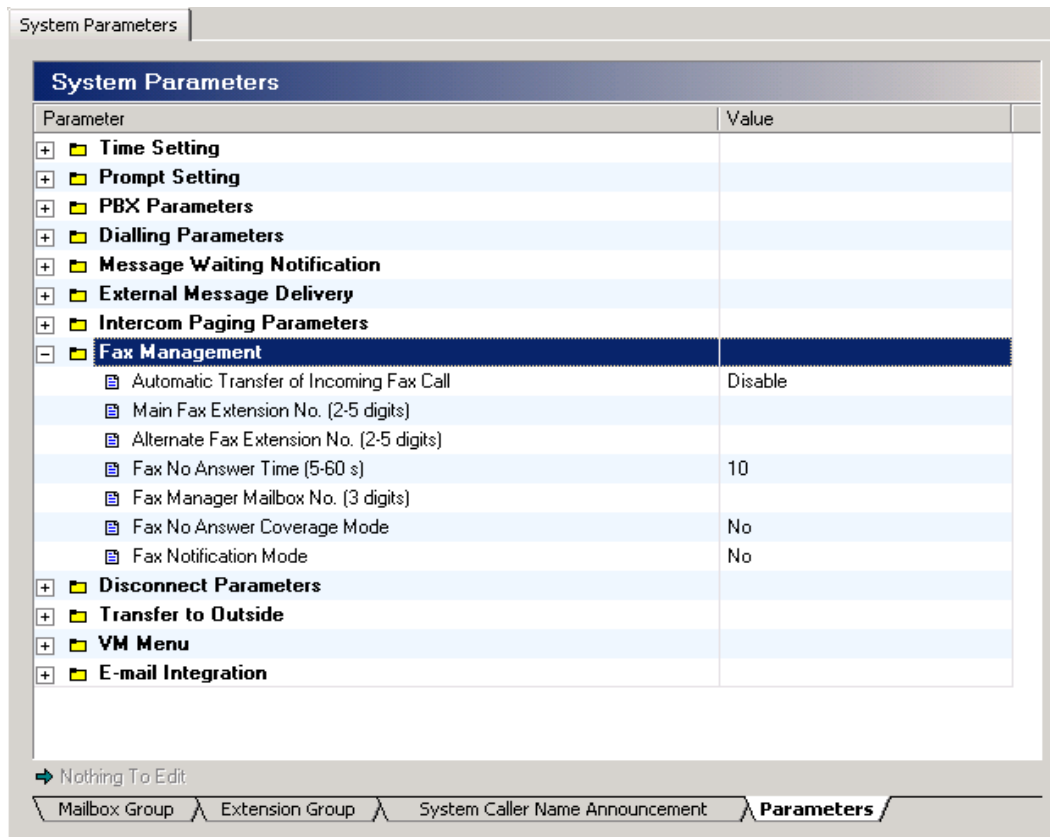 System Parameters
System Parameters
Parameter Value
Time Setting
Prompt Setting
PBX Parameters
Dialling Parameters
Message Waiting Notification
External Message Delivery
Intercom Paging Parameters
Fax Management
Automatic Transfer of Incoming Fax Call Disable
Main Fax Extension No. (2-5 digits)
Alternate Fax Extension No. (2-5 digits)
Fax No Answer Time (5-60 s) 10
Fax Manager Mailbox No. (3 digits)
Fax No Answer Coverage Mode No
Fax Notification Mode No
Disconnect Parameters
Transfer to Outside
VM Menu
E-mail Integration
Nothing To Edit
Mailbox Group Extension Group System Caller Name Announcement Parameters